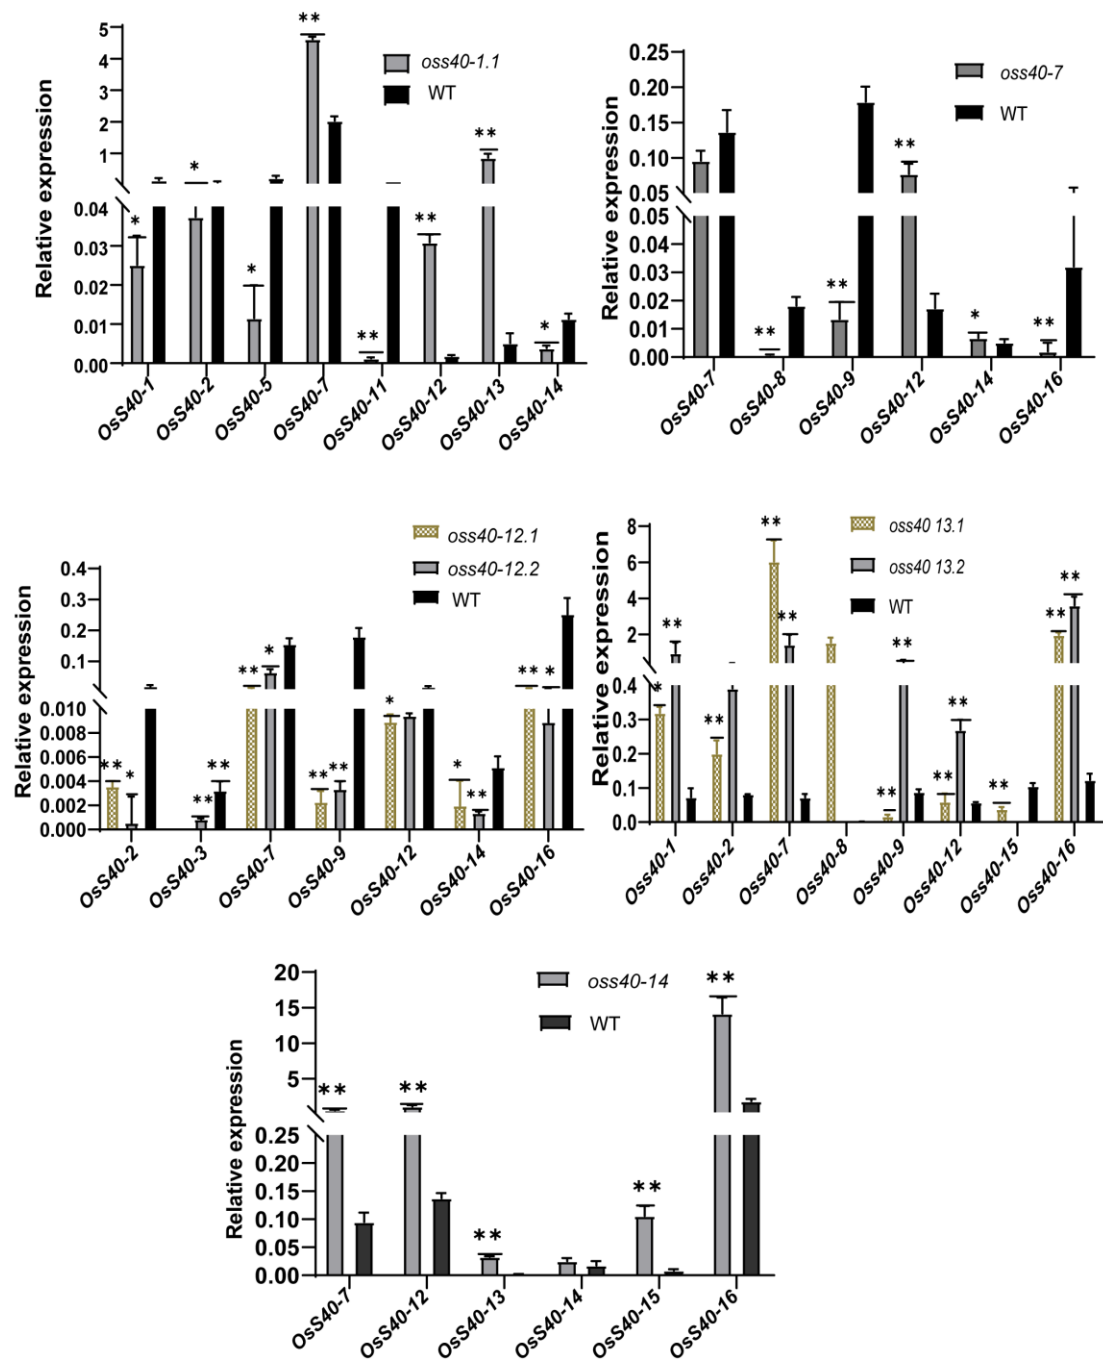 Relative expression
5
4
3
2
1
0.04
0.03
0.02
0.01
0.00
* * * ** ** ** ** *
oss40-1.1
WT
OsS40-1 OsS40-2 OsS40-5 OsS40-7 OsS40-11 OsS40-12 OsS40-13 OsS40-14
Relative expression
0.25
0.20
0.15
0.10
0.05
0.05
0.04
0.03
0.02
0.01
0.00
** ** ** * **
oss40-7
WT
OsS40-7 OsS40-8 OsS40-9 OsS40-12 OsS40-14 OsS40-16
Relative expression
0.4
0.3
0.2
0.1
0.010
0.008
0.006
0.004
0.002
0.000
** * ** ** * ** ** * * ** ** *
oss40-12.1
oss40-12.2
WT
OsS40-2 OsS40-3 OsS40-7 OsS40-9 OsS40-12 OsS40-14 OsS40-16
Relative expression
8
6
4
2
0.4
0.3
0.2
0.1
0.0
* ** ** ** ** ** ** ** ** ** ** **
oss40 13.1
oss40 13.2
WT
OsS40-1 OsS40-2 OsS40-7 OsS40-8 OsS40-9 OsS40-12 OsS40-15 OsS40-16
Relative expression
20
15
10
5
0.25
0.20
0.15
0.10
0.05
0.00
** ** ** ** **
oss40-14
WT
OsS40-7 OsS40-12 OsS40-13 OsS40-14 OsS40-15 OsS40-16